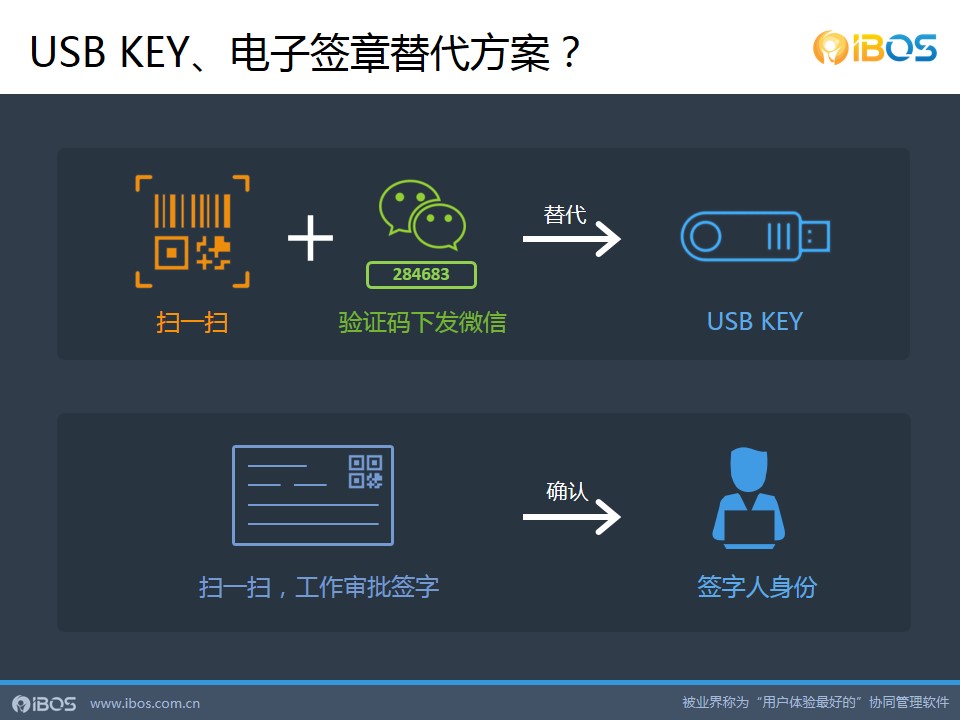 USB KEY、电子签章替代方案？
iBOS
替代
284683
扫一扫
验证码下发微信
USB KEY
确认
扫一扫，工作审批签字
签字人身份
iBOS www.ibos.com.cn
被业界称为“用户体验最好的”协同管理软件